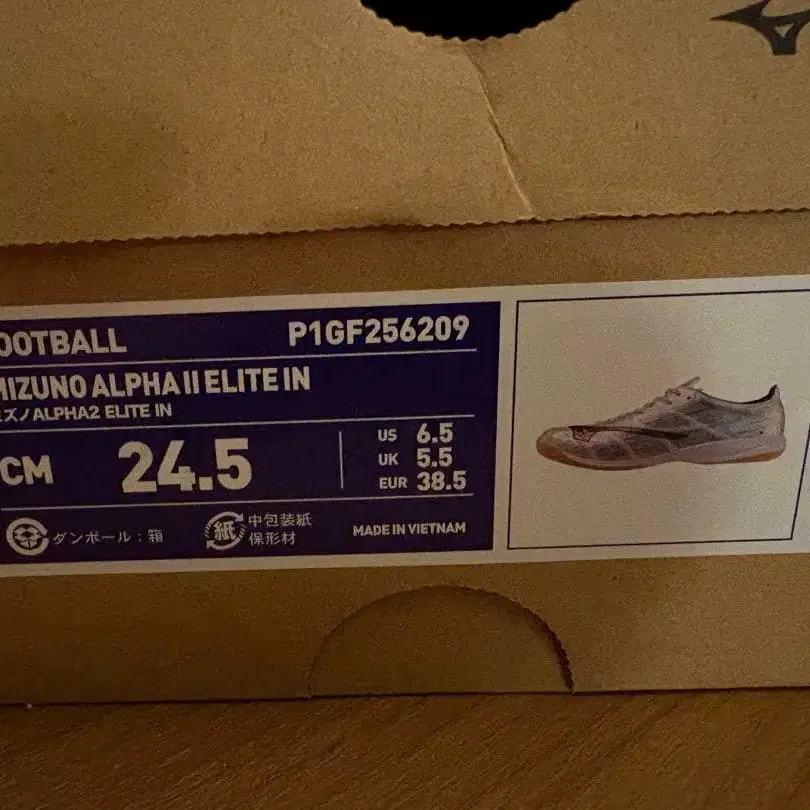 OOTBALL P1GF256209
MIZUNO ALPHA II ELITE IN
ズノ ALPHA2 ELITE IN
CM 24.5
US 6.5
UK 5.5
EUR 38.5
ダンボール : 箱
紙 中包装紙
保形材
MADE IN VIETNAM